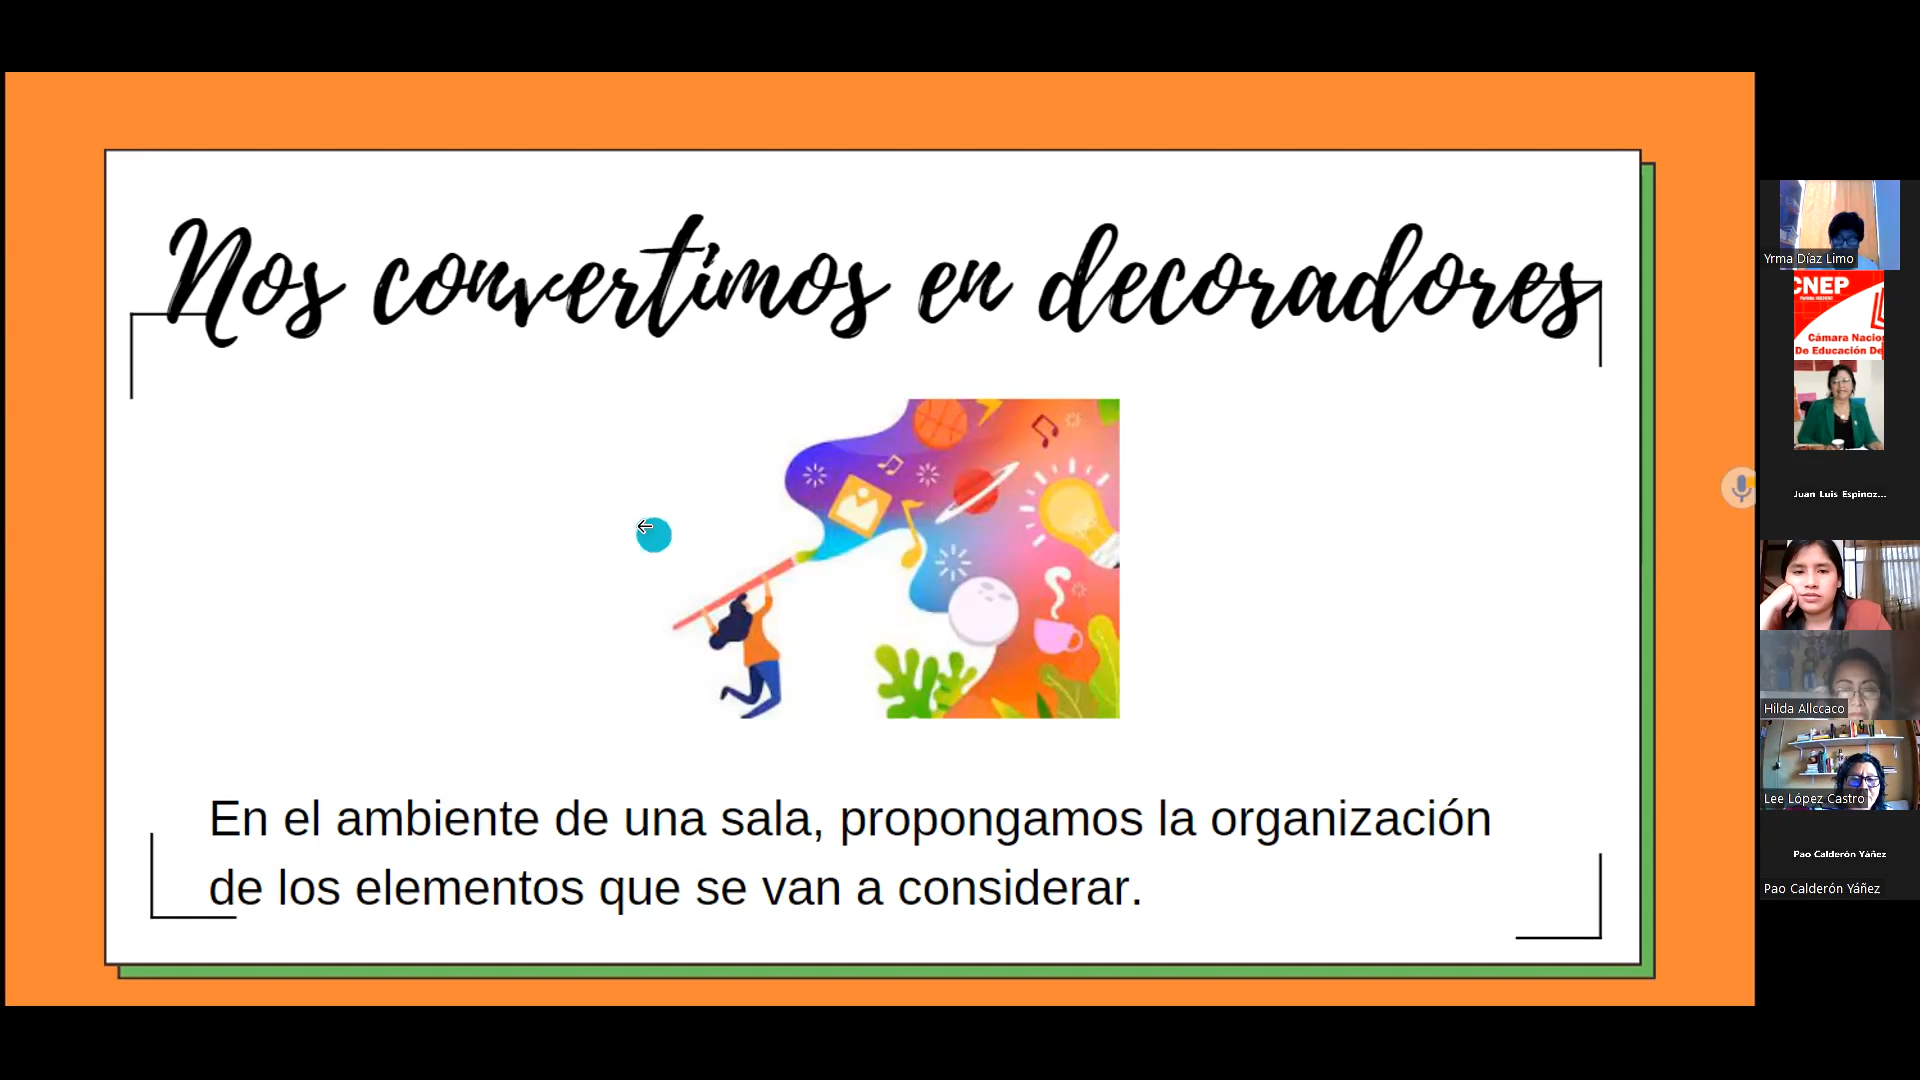 Nos convertimos en decoradores
En el ambiente de una sala, propongamos la organización
de los elementos que se van a considerar.
Yrma Díaz Limo
CNEP
Cámara Nacio
De Educación De
Juan Luis Espinoz...
Hilda Allccaco
Lee López Castro
Pao Calderón Yáñez
Pao Calderón Yáñez